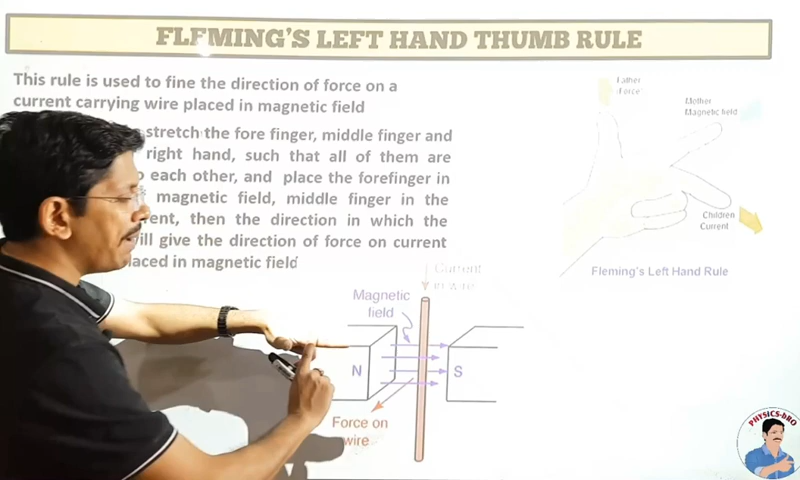 FLEMING'S LEFT HAND THUMB RULE
This rule is used to fine the direction of force on a
current carrying wire placed in magnetic field
stretch the fore finger, middle finger and
right hand, such that all of them are
each other, and place the forefinger in
magnetic field, middle finger in the
then the direction in which the
will give the direction of force on current
placed in magnetic field
Father
(Force)
Mother
Magnetic field
Children
Current
Fleming's Left Hand Rule
Current
in wire
Magnetic
field
N
S
Force on
wire
PHYSICS-BRO